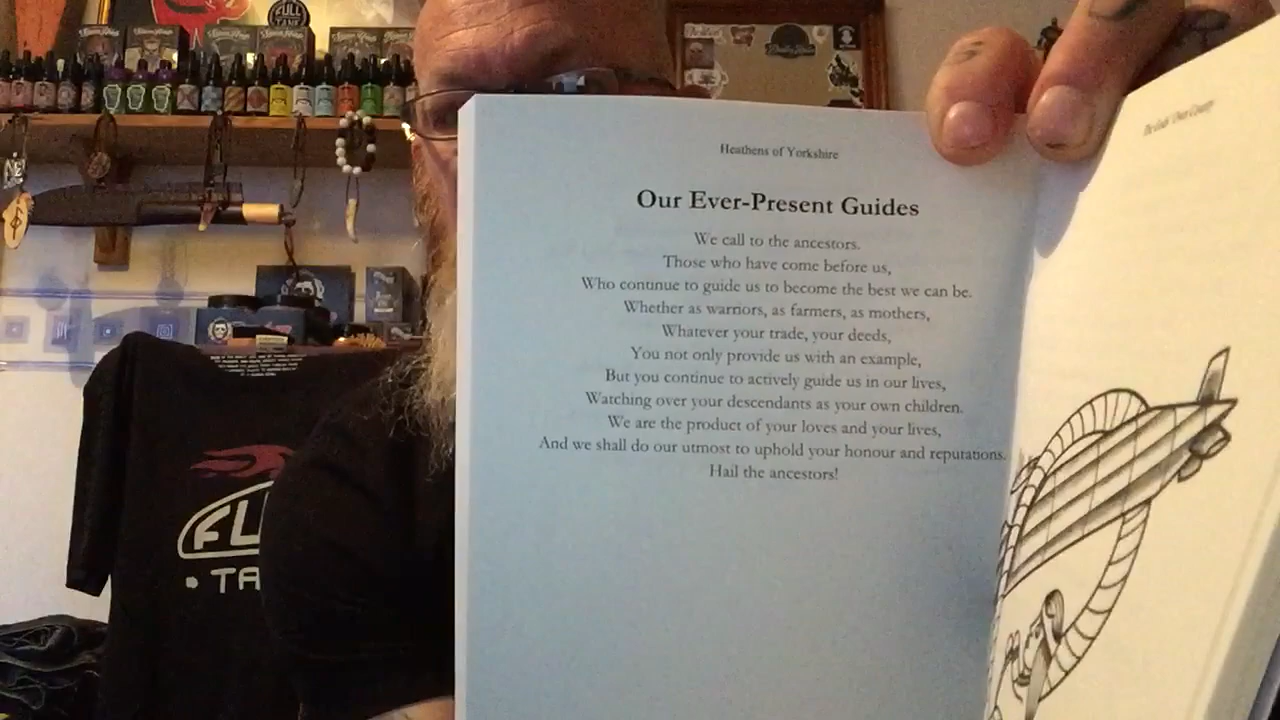 FULL
TANK
Heathens of Yorkshire
Our Ever-Present Guides
We call to the ancestors.
Those who have come before us,
Who continue to guide us to become the best we can be.
Whether as warriors, as farmers, as mothers,
Whatever your trade, your deeds,
You not only provide us with an example,
But you continue to actively guide us in our lives,
Watching over your descendants as your own children.
We are the product of your loves and your lives,
And we shall do our utmost to uphold your honour and reputations.
Hail the ancestors!
FL
• TA